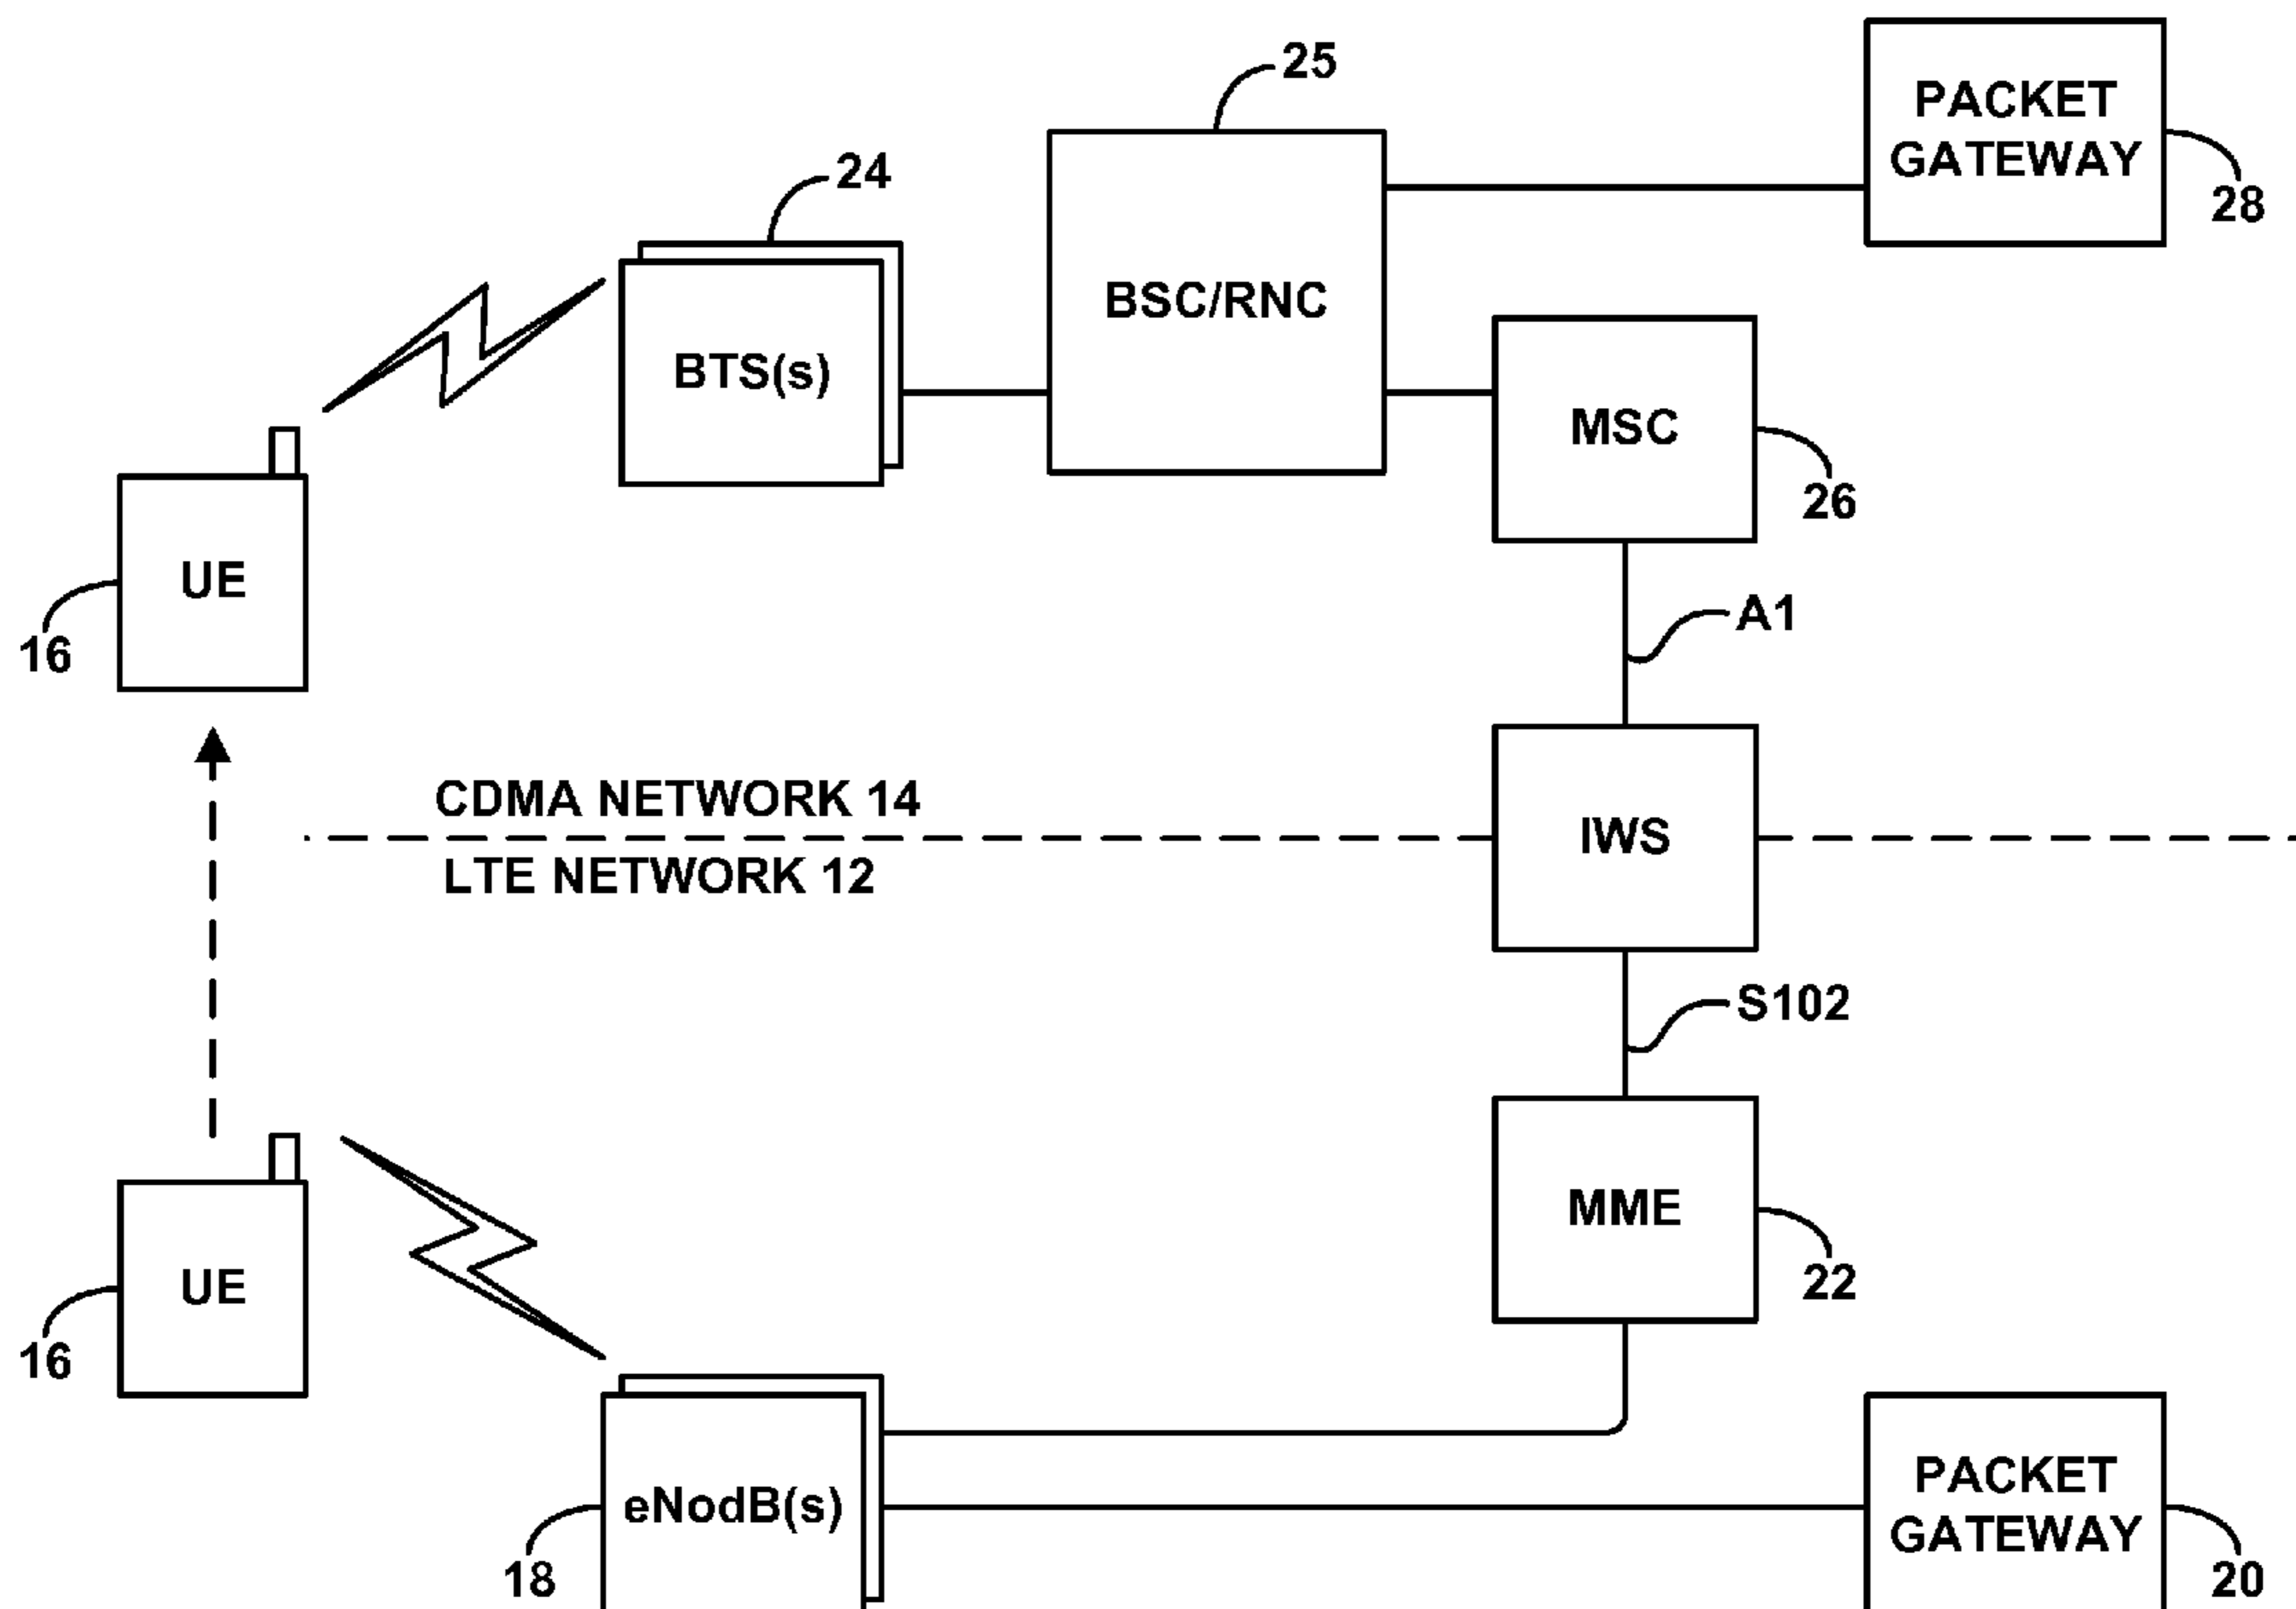 25
PACKET
GATEWAY
28
24
BSC/RNC
BTS(s)
MSC
26
UE
16
A1
CDMA NETWORK 14
IWS
LTE NETWORK 12
S102
MME
22
UE
16
eNodB(s)
18
PACKET
GATEWAY
20